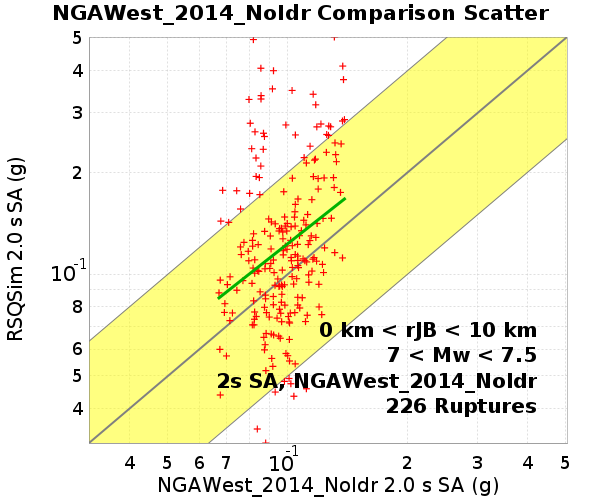 NGAWest_2014_NoIdr Comparison Scatter
RSQSim 2.0 s SA (g)
5
4
3
2
10-1
8
6
5
4
0 km < rJB < 10 km
7 < Mw < 7.5
2s SA, NGAWest_2014_NoIdr
226 Ruptures
4 5 6 7 10-1 2 3 4 5
NGAWest_2014_NoIdr 2.0 s SA (g)